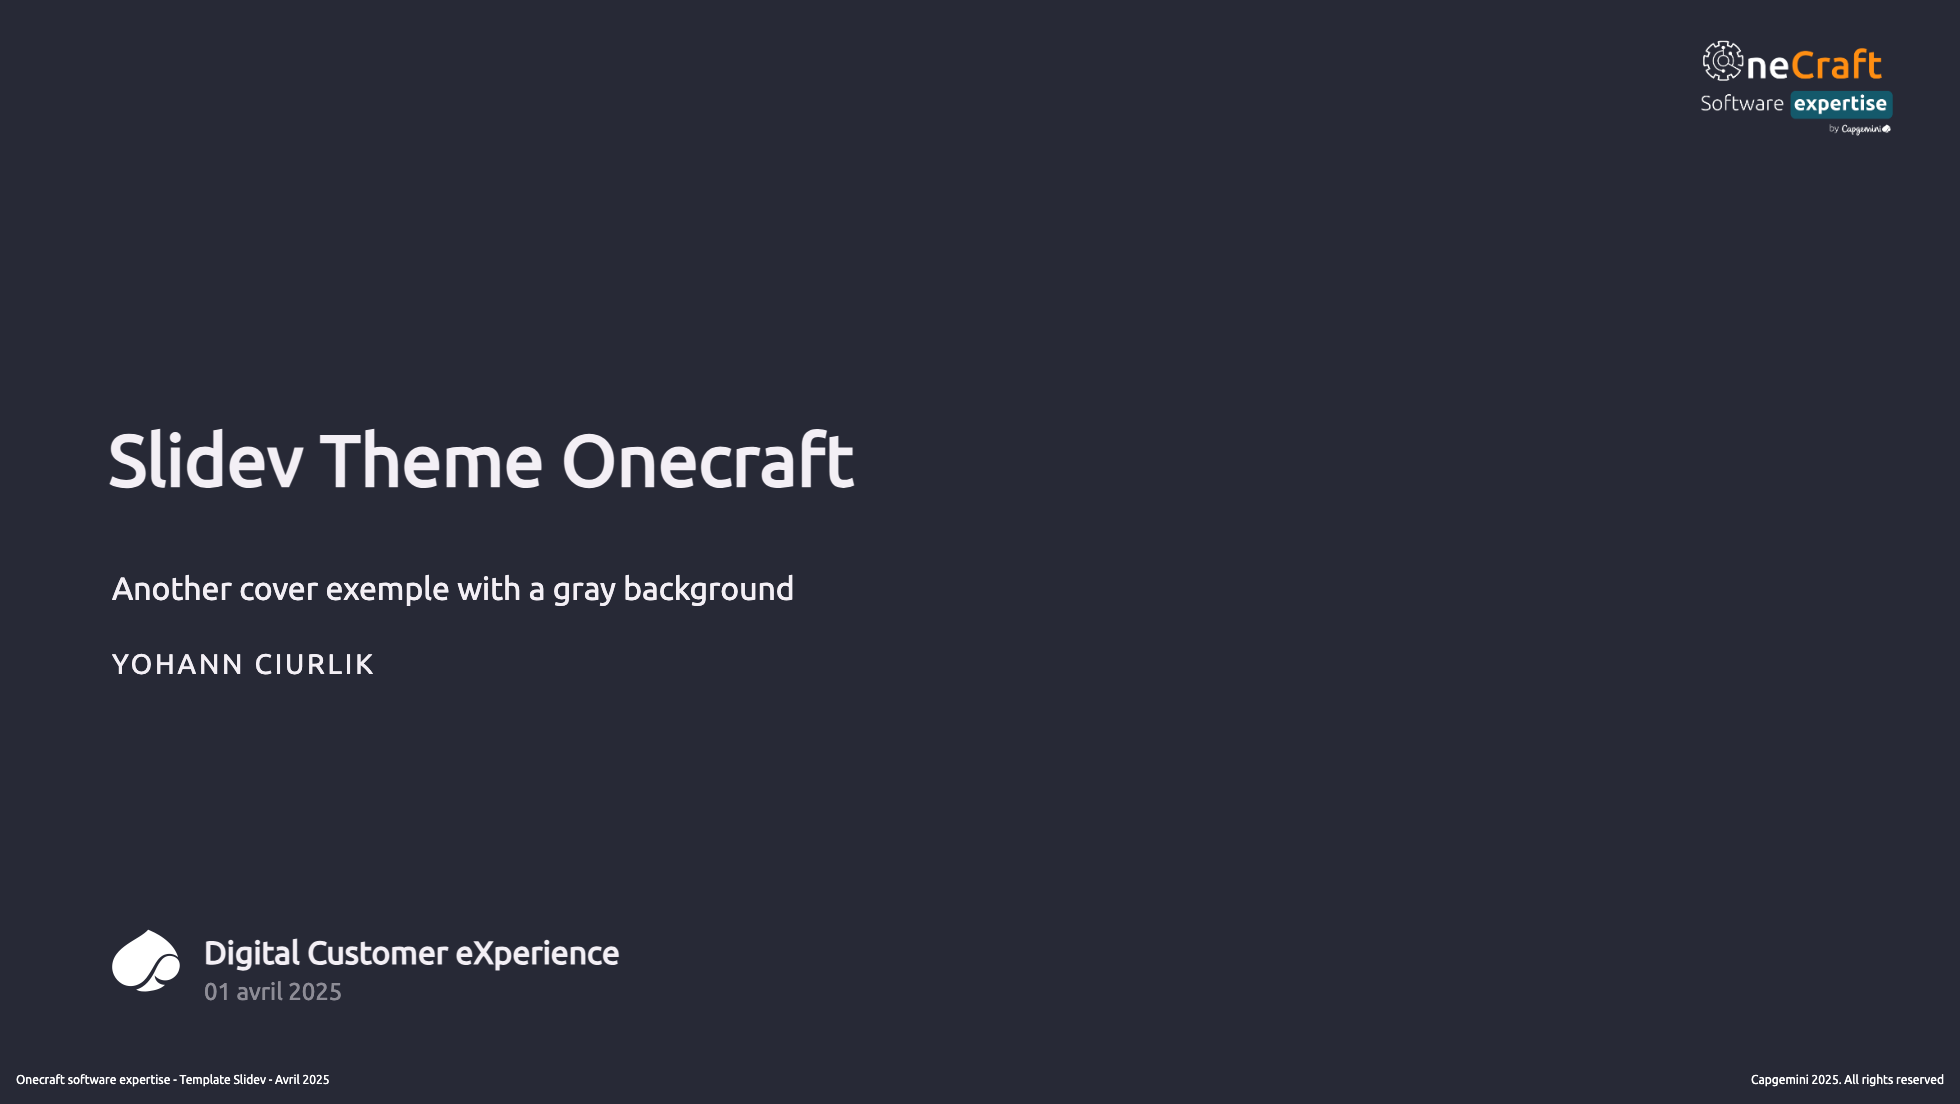 OneCraft
Software expertise
by Capgemini
Slidev Theme Onecraft
Another cover exemple with a gray background
YOHANN CIURLIK
Digital Customer eXperience
01 avril 2025
Onecraft software expertise - Template Slidev - Avril 2025
Capgemini 2025. All rights reserved